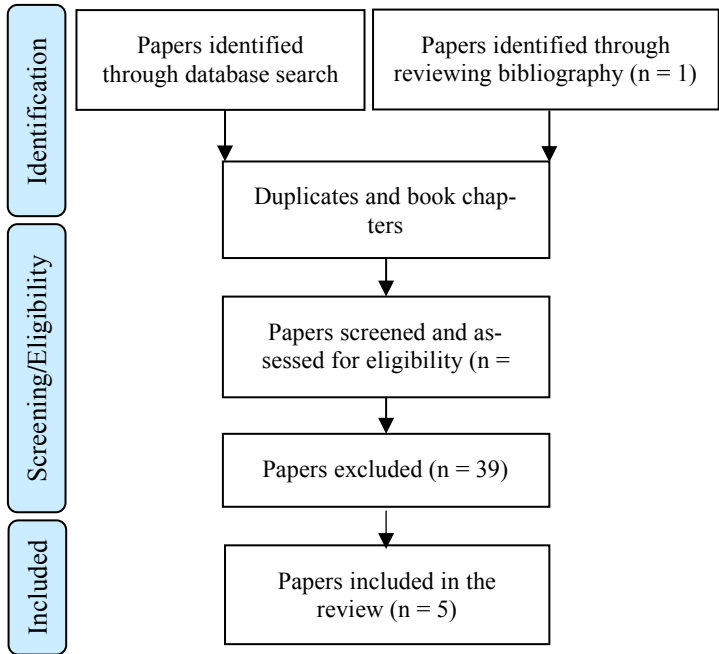 Identification
Papers identified
through database search
Papers identified through
reviewing bibliography (n = 1)
Duplicates and book chap-
ters
Screening/Eligibility
Papers screened and as-
sessed for eligibility (n =
Papers excluded (n = 39)
Included
Papers included in the
review (n = 5)